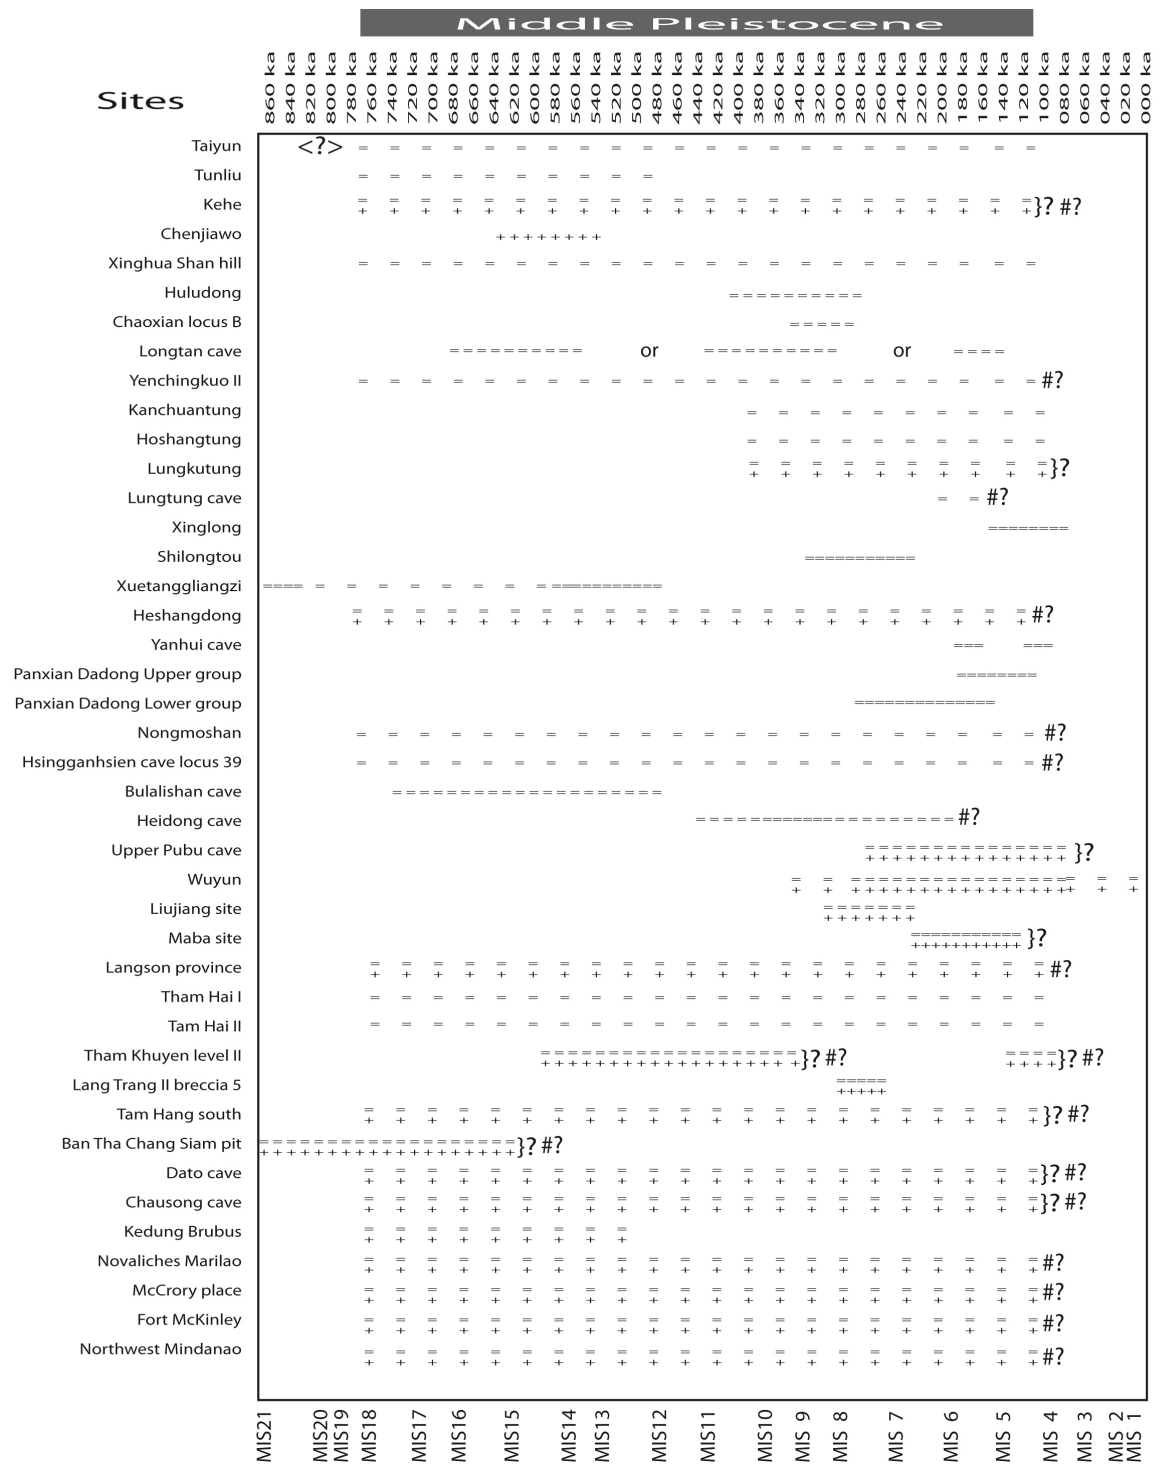 Middle Pleistocene
Sites
860 ka
840 ka
820 ka
800 ka
780 ka
760 ka
740 ka
720 ka
700 ka
680 ka
660 ka
640 ka
620 ka
600 ka
580 ka
560 ka
540 ka
520 ka
500 ka
480 ka
460 ka
440 ka
420 ka
400 ka
380 ka
360 ka
340 ka
320 ka
300 ka
280 ka
260 ka
240 ka
220 ka
200 ka
180 ka
160 ka
140 ka
120 ka
100 ka
080 ka
060 ka
040 ka
020 ka
000 ka
Taiyun <?>
Tunliu
Kehe }? #?
Chenjiawo
Xinghua Shan hill
Huludong
Chaoxian locus B
Longtan cave or or
Yenchingkuo II #?
Kanchuantung
Hoshangtung
Lungkutung }?
Lungtung cave #?
Xinglong
Shilongtou
Xuetanggliangzi
Heshangdong #?
Yanhui cave
Panxian Dadong Upper group
Panxian Dadong Lower group
Nongmoshan #?
Hsingganhsien cave locus 39 #?
Bulalishan cave
Heidong cave #?
Upper Pubu cave }?
Wuyun
Liujiang site
Maba site }?
Langson province #?
Tham Hai I
Tam Hai II
Tham Khuyen level II }? #? }? #?
Lang Trang II breccia 5
Tam Hang south }? #?
Ban Tha Chang Siam pit }? #?
Dato cave }? #?
Chausong cave }? #?
Kedung Brubus
Novaliches Marilao #?
McCrory place #?
Fort McKinley #?
Northwest Mindanao #?
MIS21
MIS20
MIS19
MIS18
MIS17
MIS16
MIS15
MIS14
MIS13
MIS12
MIS11
MIS10
MIS 9
MIS 8
MIS 7
MIS 6
MIS 5
MIS 4
MIS 3
MIS 2
MIS 1